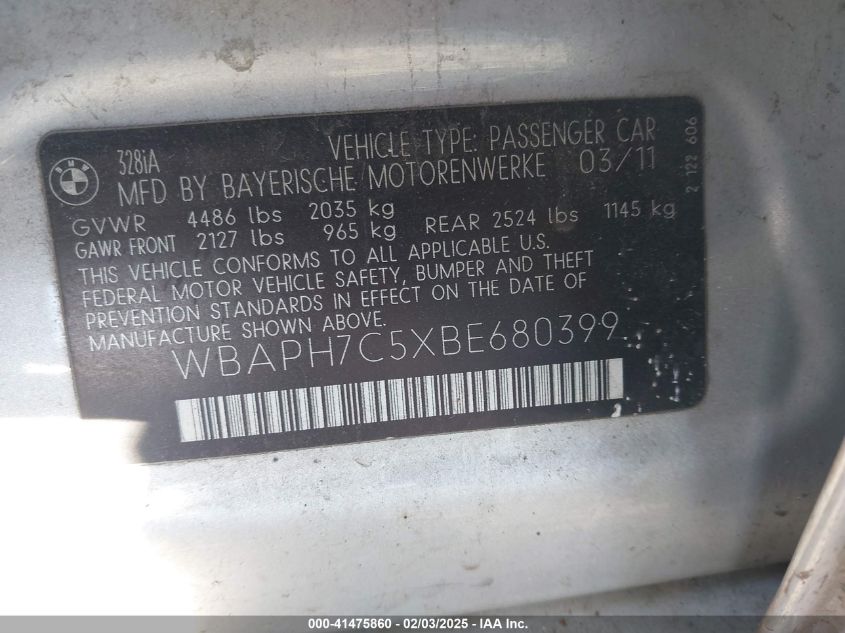 BMW
328iA
VEHICLE TYPE: PASSENGER CAR
MFD BY BAYERISCHE MOTORENWERKE 03/11
GVWR 4486 lbs 2035 kg
GAWR FRONT 2127 lbs 965 kg REAR 2524 lbs 1145 kg
THIS VEHICLE CONFORMS TO ALL APPLICABLE U.S.
FEDERAL MOTOR VEHICLE SAFETY, BUMPER AND THEFT
PREVENTION STANDARDS IN EFFECT ON THE DATE OF
MANUFACTURE SHOWN ABOVE.
WBAPH7C5XBE680399
2 122 606
000-41475860 - 02/03/2025 - IAAI.com